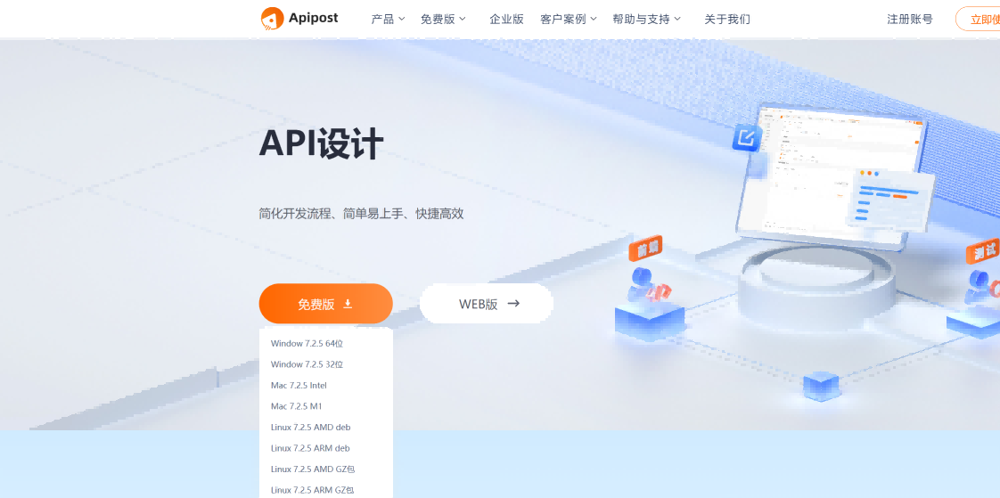 Apipost 产品 免费版 企业版 客户案例 帮助与支持 关于我们 注册账号 立即使
API设计
简化开发流程、简单易上手、快捷高效
前端
测试
免费版 WEB版
Window 7.2.5 64位
Window 7.2.5 32位
Mac 7.2.5 Intel
Mac 7.2.5 M1
Linux 7.2.5 AMD deb
Linux 7.2.5 ARM deb
Linux 7.2.5 AMD GZ包
Linux 7.2.5 ARM GZ包